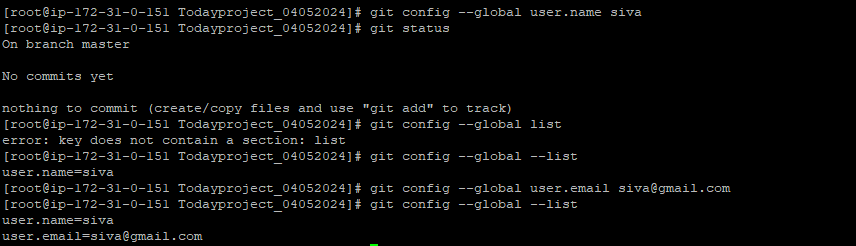 [root@ip-172-31-0-151 Todayproject_04052024]# git config --global user.name siva
[root@ip-172-31-0-151 Todayproject_04052024]# git status
On branch master
No commits yet
nothing to commit (create/copy files and use "git add" to track)
[root@ip-172-31-0-151 Todayproject_04052024]# git config --global list
error: key does not contain a section: list
[root@ip-172-31-0-151 Todayproject_04052024]# git config --global --list
user.name=siva
[root@ip-172-31-0-151 Todayproject_04052024]# git config --global user.email siva@gmail.com
[root@ip-172-31-0-151 Todayproject_04052024]# git config --global --list
user.name=siva
user.email=siva@gmail.com